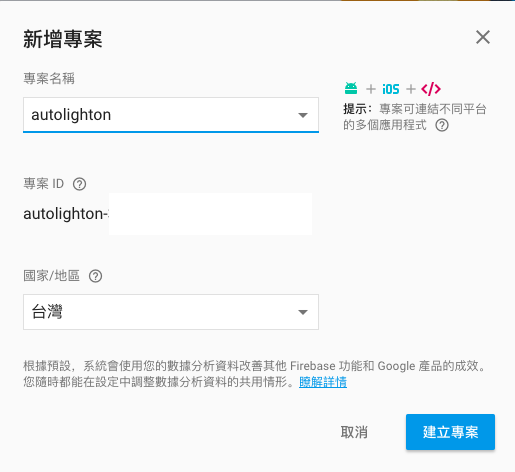 新增專案
專案名稱
autolighton
+ iOS + </>
提示：專案可連結不同平台
的多個應用程式 ?
專案 ID ?
autolighton-
國家/地區 ?
台灣
根據預設，系統會使用您的數據分析資料改善其他 Firebase 功能和 Google 產品的成效。
您隨時都能在設定中調整數據分析資料的共用情形。瞭解詳情
取消
建立專案